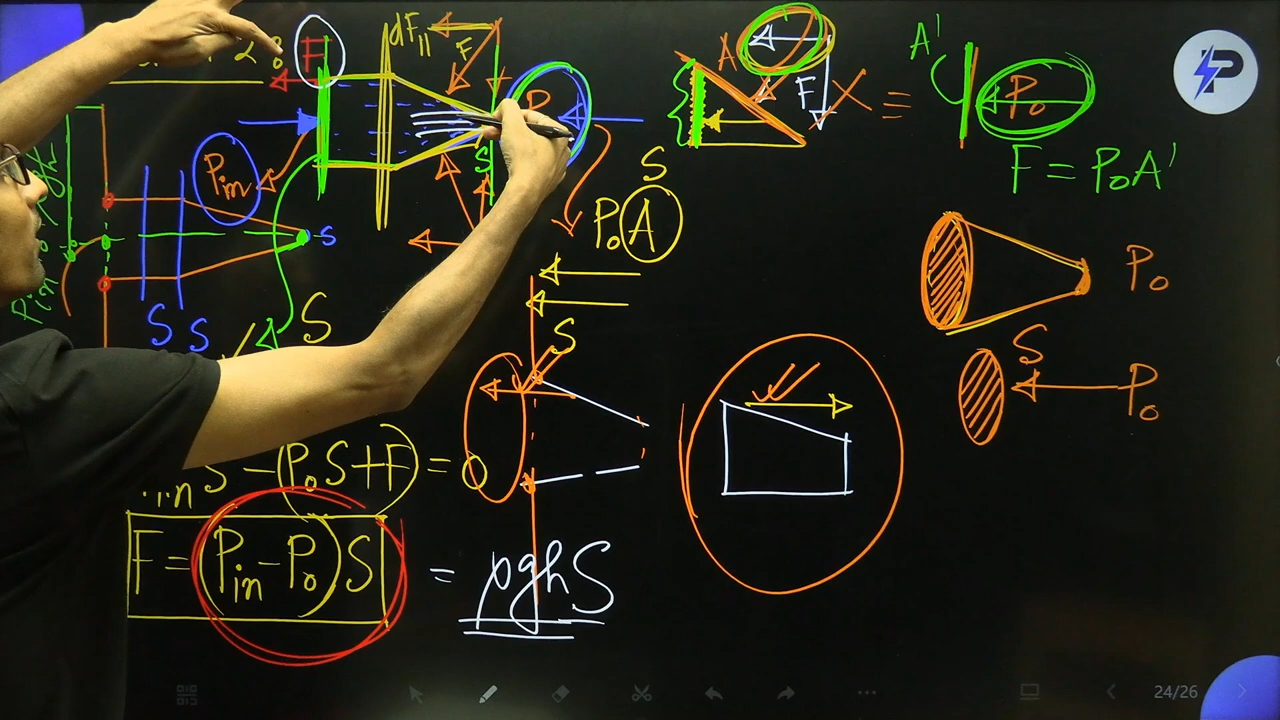 F
dF||
F
Pin
S
S S
S
S
P₀A
S
S
A
F
≡
A'
P₀
F = P₀A'
P₀
S
P₀
S - (P₀S + F) = 0
F = (Pin - P₀) S = ρghS
24/26